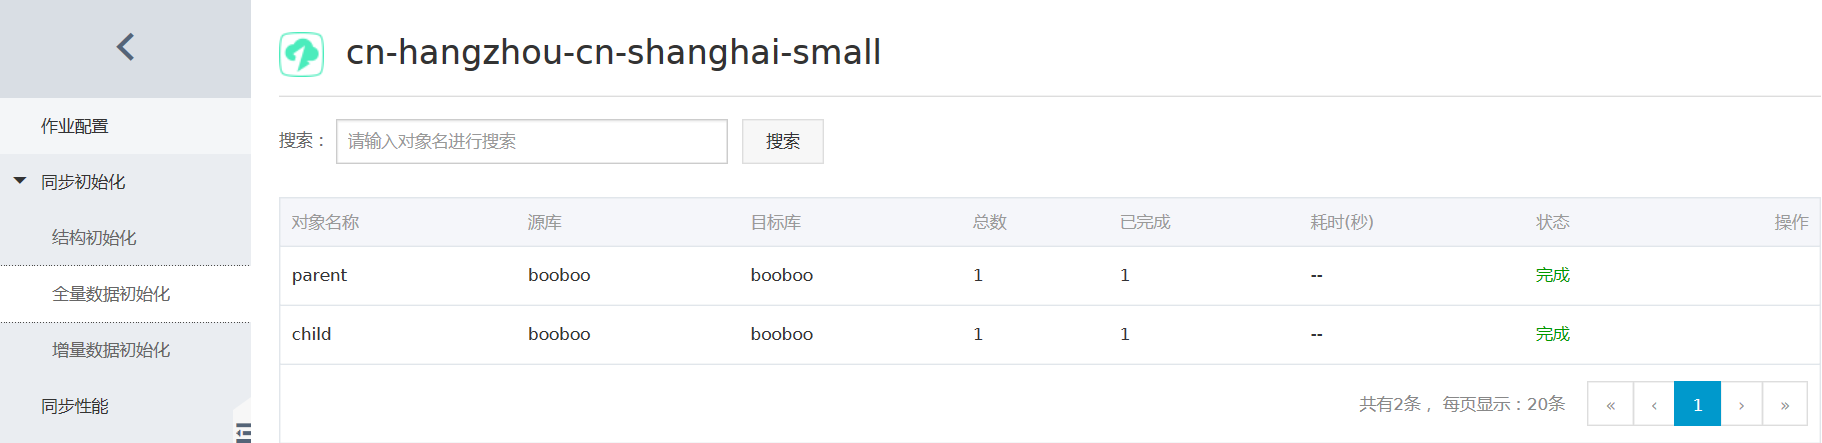 cn-hangzhou-cn-shanghai-small
作业配置
同步初始化
结构初始化
全量数据初始化
增量数据初始化
同步性能
搜索： 请输入对象名进行搜索 搜索
对象名称 源库 目标库 总数 已完成 耗时(秒) 状态 操作
parent booboo booboo 1 1 -- 完成
child booboo booboo 1 1 -- 完成
共有2条， 每页显示：20条 « ‹ 1 › »